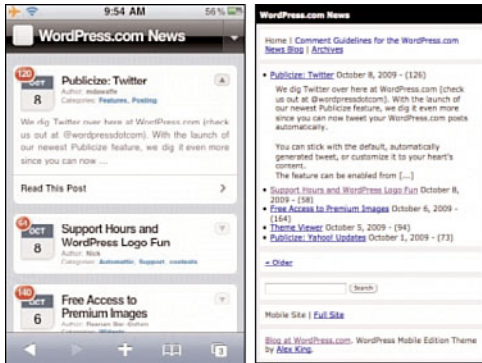 9:54 AM
56%
WordPress.com News
120
OCT
8
Publicize: Twitter
Author: mdawaffe
Categories: Features, Posting
We dig Twitter over here at WordPress.com (check
us out at @wordpressdotcom). With the launch of
our newest Publicize feature, we dig it even more
since you can now ...
Read This Post
54
OCT
8
Support Hours and
WordPress Logo Fun
Author: Nick
Categories: Automattic, Support, contests
140
OCT
6
Free Access to
Premium Images
Author: Raanan Bar-Cohen
Categories: Widgets
3
WordPress.com News
Home | Comment Guidelines for the WordPress.com
News Blog | Archives
• Publicize: Twitter October 8, 2009 - (126)
We dig Twitter over here at WordPress.com (check
us out at @wordpressdotcom). With the launch of
our newest Publicize feature, we dig it even more
since you can now tweet your WordPress.com posts
automatically.
You can stick with the default, automatically
generated tweet, or customize it to your heart's
content.
The feature can be enabled from [...]
• Support Hours and WordPress Logo Fun October 8,
2009 - (58)
• Free Access to Premium Images October 6, 2009 -
(164)
• Theme Viewer October 5, 2009 - (94)
• Publicize: Yahoo! Updates October 1, 2009 - (73)
« Older
Search
Mobile Site | Full Site
Blog at WordPress.com. WordPress Mobile Edition Theme
by Alex King.